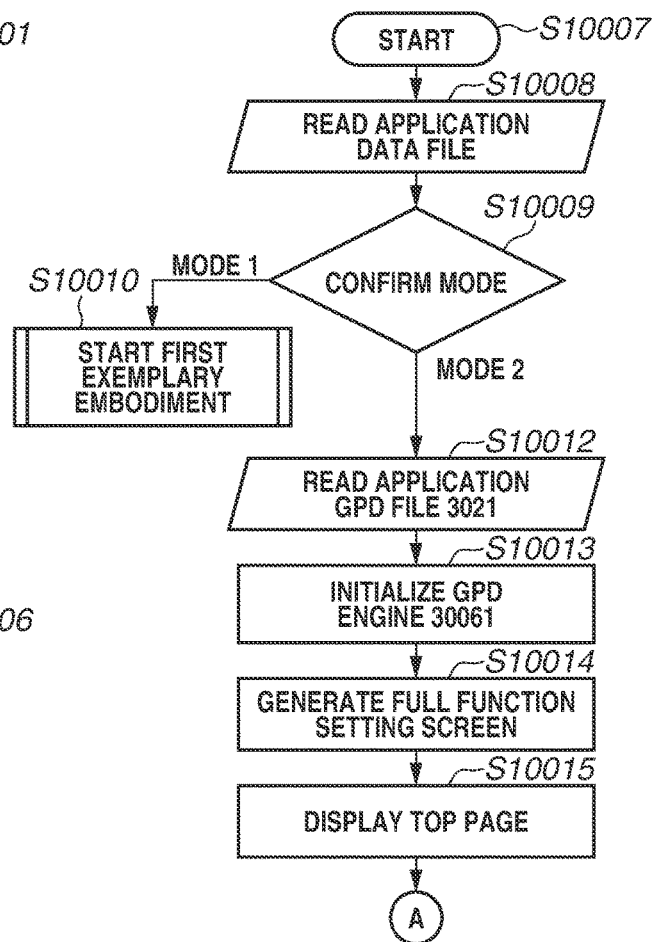 01
START
S10007
S10008
READ APPLICATION
DATA FILE
S10009
CONFIRM MODE
MODE 1
S10010
START FIRST
EXEMPLARY
EMBODIMENT
MODE 2
S10012
READ APPLICATION
GPD FILE 3021
S10013
INITIALIZE GPD
ENGINE 30061
06
S10014
GENERATE FULL FUNCTION
SETTING SCREEN
S10015
DISPLAY TOP PAGE
A